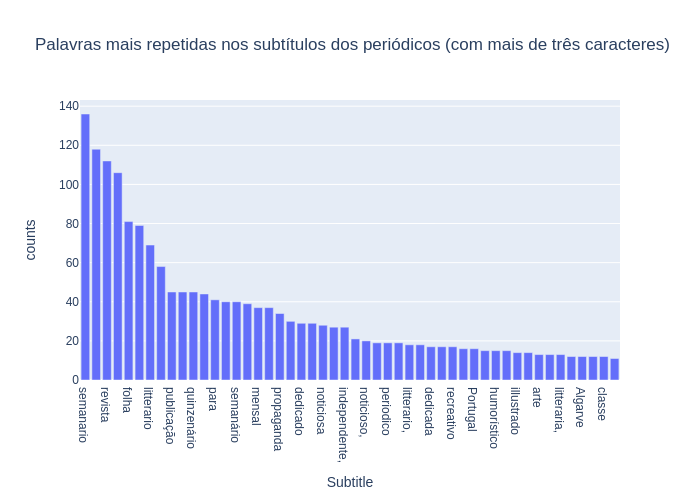 Palavras mais repetidas nos subtítulos dos periódicos (com mais de três caracteres)
140
120
100
80
60
40
20
0
counts
semanario
revista
folha
litterario
publicação
quinzenário
para
semanário
mensal
propaganda
dedicado
noticiosa
independente,
noticioso,
periodico
litterario,
dedicada
recreativo
Portugal
humoristico
illustrado
arte
litteraria,
Algarve
classe
Subtitle